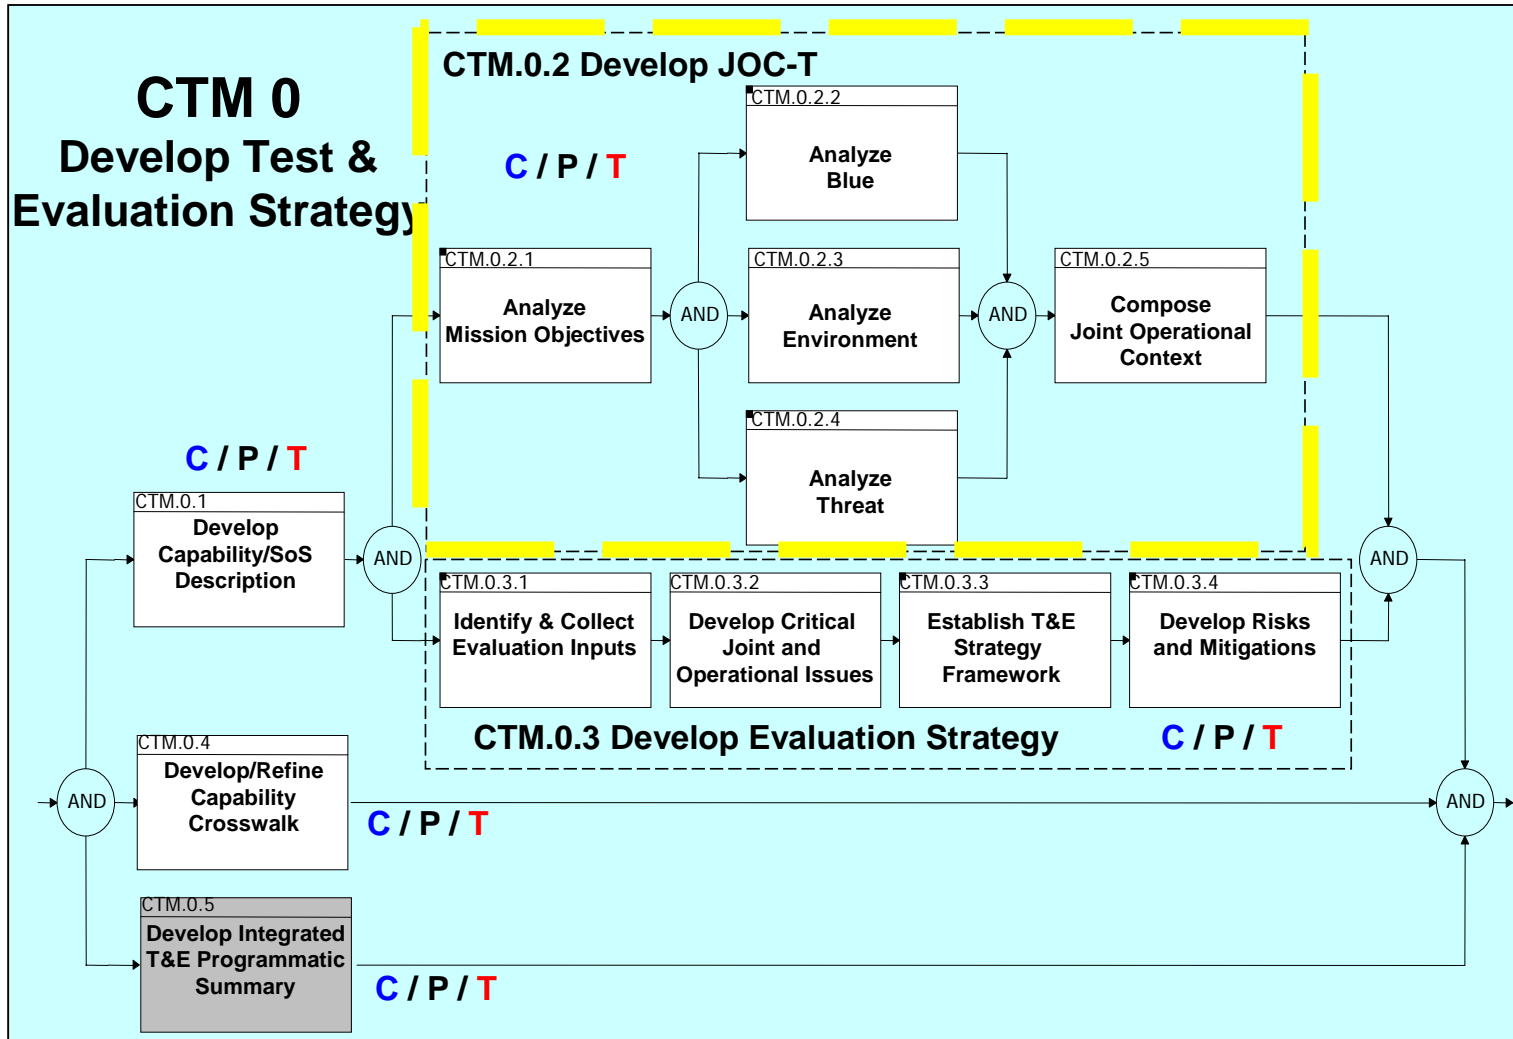 CTM 0
Develop Test &
Evaluation Strategy
CTM.0.2 Develop JOC-T
C / P / T
CTM.0.2.2
Analyze
Blue
CTM.0.2.1
Analyze
Mission Objectives
AND
CTM.0.2.3
Analyze
Environment
AND
CTM.0.2.5
Compose
Joint Operational
Context
CTM.0.2.4
Analyze
Threat
C / P / T
CTM.0.1
Develop
Capability/SoS
Description
AND
AND
CTM.0.3.1
Identify & Collect
Evaluation Inputs
CTM.0.3.2
Develop Critical
Joint and
Operational Issues
CTM.0.3.3
Establish T&E
Strategy
Framework
CTM.0.3.4
Develop Risks
and Mitigations
CTM.0.3 Develop Evaluation Strategy
C / P / T
AND
CTM.0.4
Develop/Refine
Capability
Crosswalk
C / P / T
AND
CTM.0.5
Develop Integrated
T&E Programmatic
Summary
C / P / T